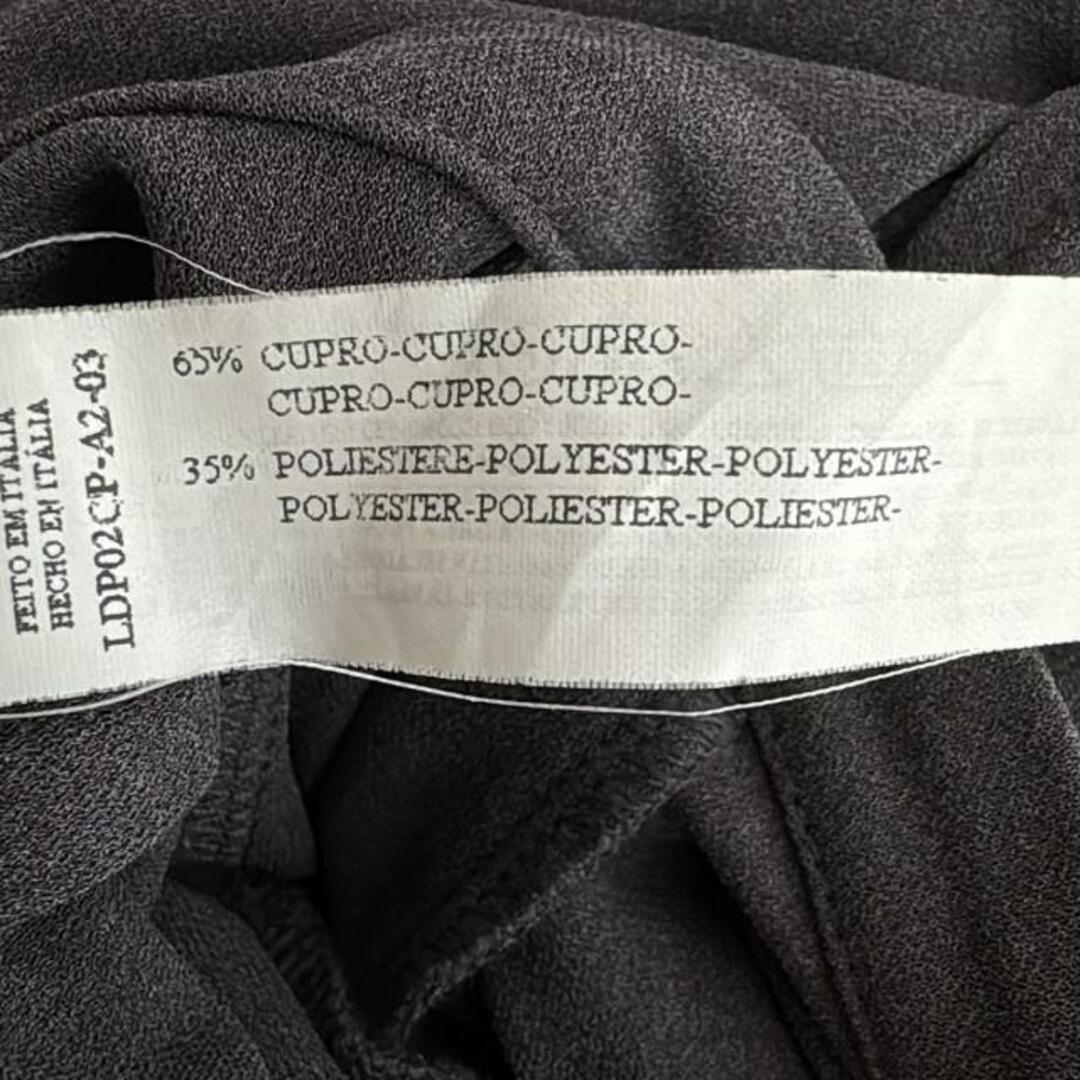 65% CUPRO-CUPRO-CUPRO-
CUPRO-CUPRO-CUPRO-
35% POLIESTERE-POLYESTER-POLYESTER-
POLYESTER-POLIESTER-POLIESTER-
FEITO EM ITALIA
HECHO EN ITÁLIA
LDP02CP-A2-03